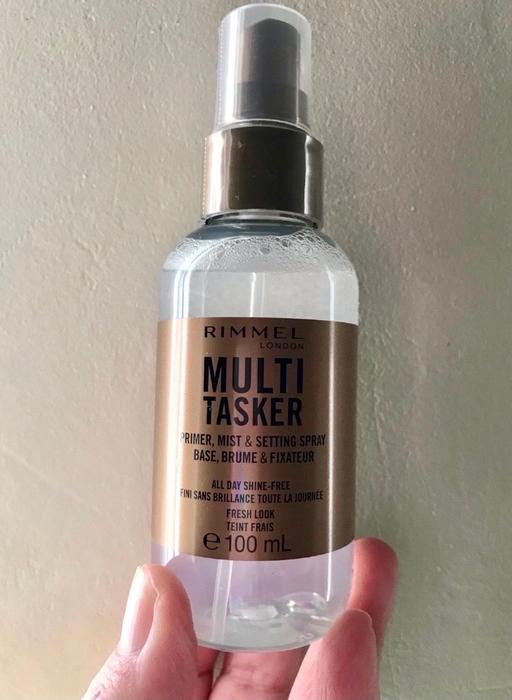 RIMMEL
LONDON
MULTI
TASKER
PRIMER, MIST & SETTING SPRAY
BASE, BRUME & FIXATEUR
ALL DAY SHINE-FREE
FINI SANS BRILLANCE TOUTE LA JOURNÉE
FRESH LOOK
TEINT FRAIS
℮ 100 mL